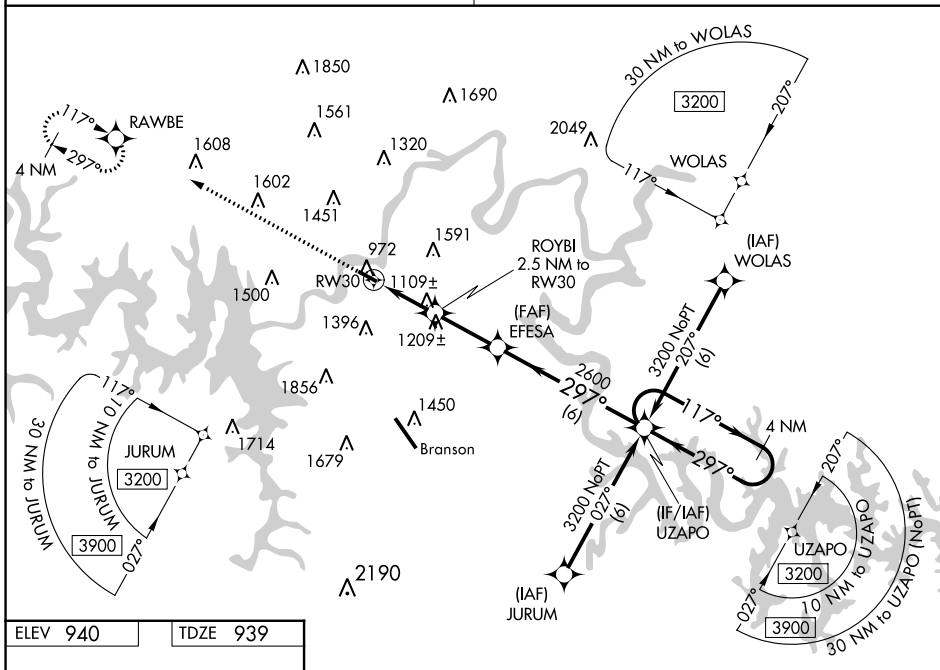 30 NM to WOLAS
207°
3200
117°
WOLAS
1850
1561
1690
1320
2049
117°
RAWBE
297°
4 NM
1608
1602
1451
972
RW30
1109±
1591
ROYBI
2.5 NM to
RW30
(IAF)
WOLAS
1500
1396
1209±
(FAF)
EFESA
3200 NoPT
207°
(6)
2600
297°
(6)
1856
1450
Branson
1714
1679
117°
4 NM
297°
(IF/IAF)
UZAPO
3200 NoPT
027°
(6)
(IAF)
JURUM
117°
30 NM to JURUM
10 NM to JURUM
JURUM
3200
3900
027°
2190
207°
UZAPO
3200
10 NM to UZAPO
3900
30 NM to UZAPO (NoPT)
027°
ELEV 940
TDZE 939